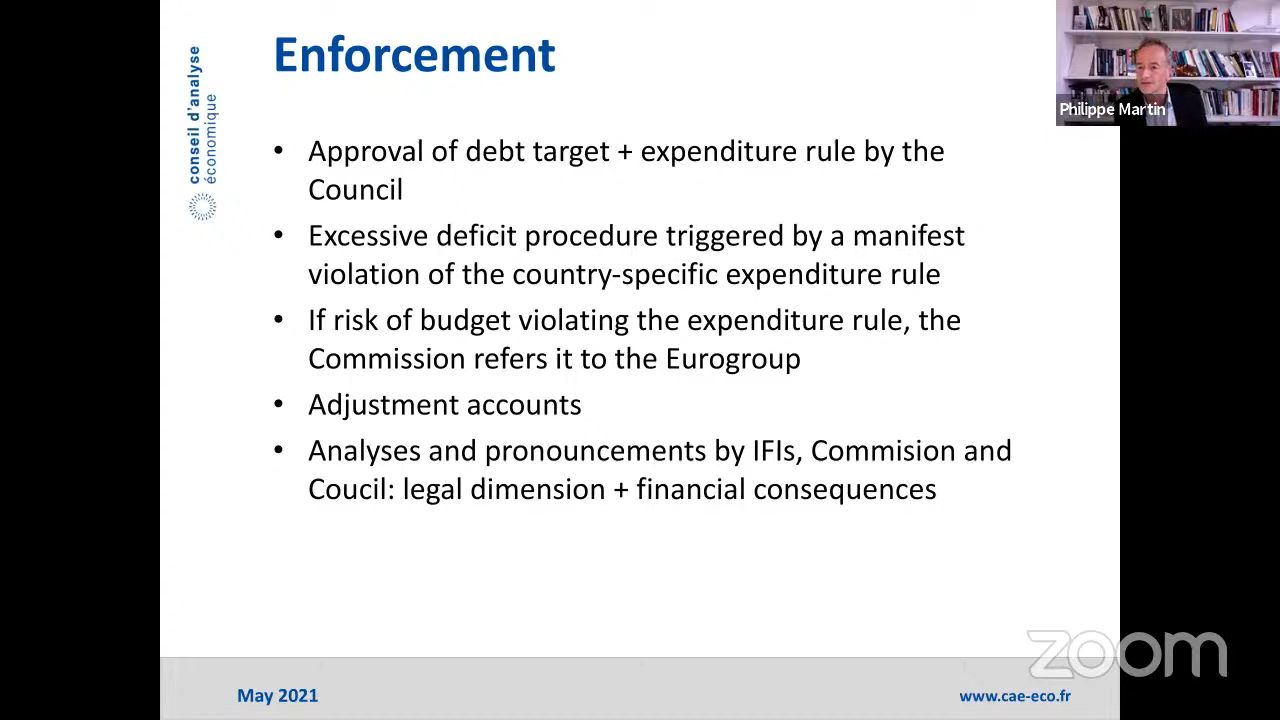 Enforcement
conseil d'analyse
économique
Philippe Martin
• Approval of debt target + expenditure rule by the
Council
• Excessive deficit procedure triggered by a manifest
violation of the country-specific expenditure rule
• If risk of budget violating the expenditure rule, the
Commission refers it to the Eurogroup
• Adjustment accounts
• Analyses and pronouncements by IFIs, Commision and
Coucil: legal dimension + financial consequences
zoom
May 2021
www.cae-eco.fr